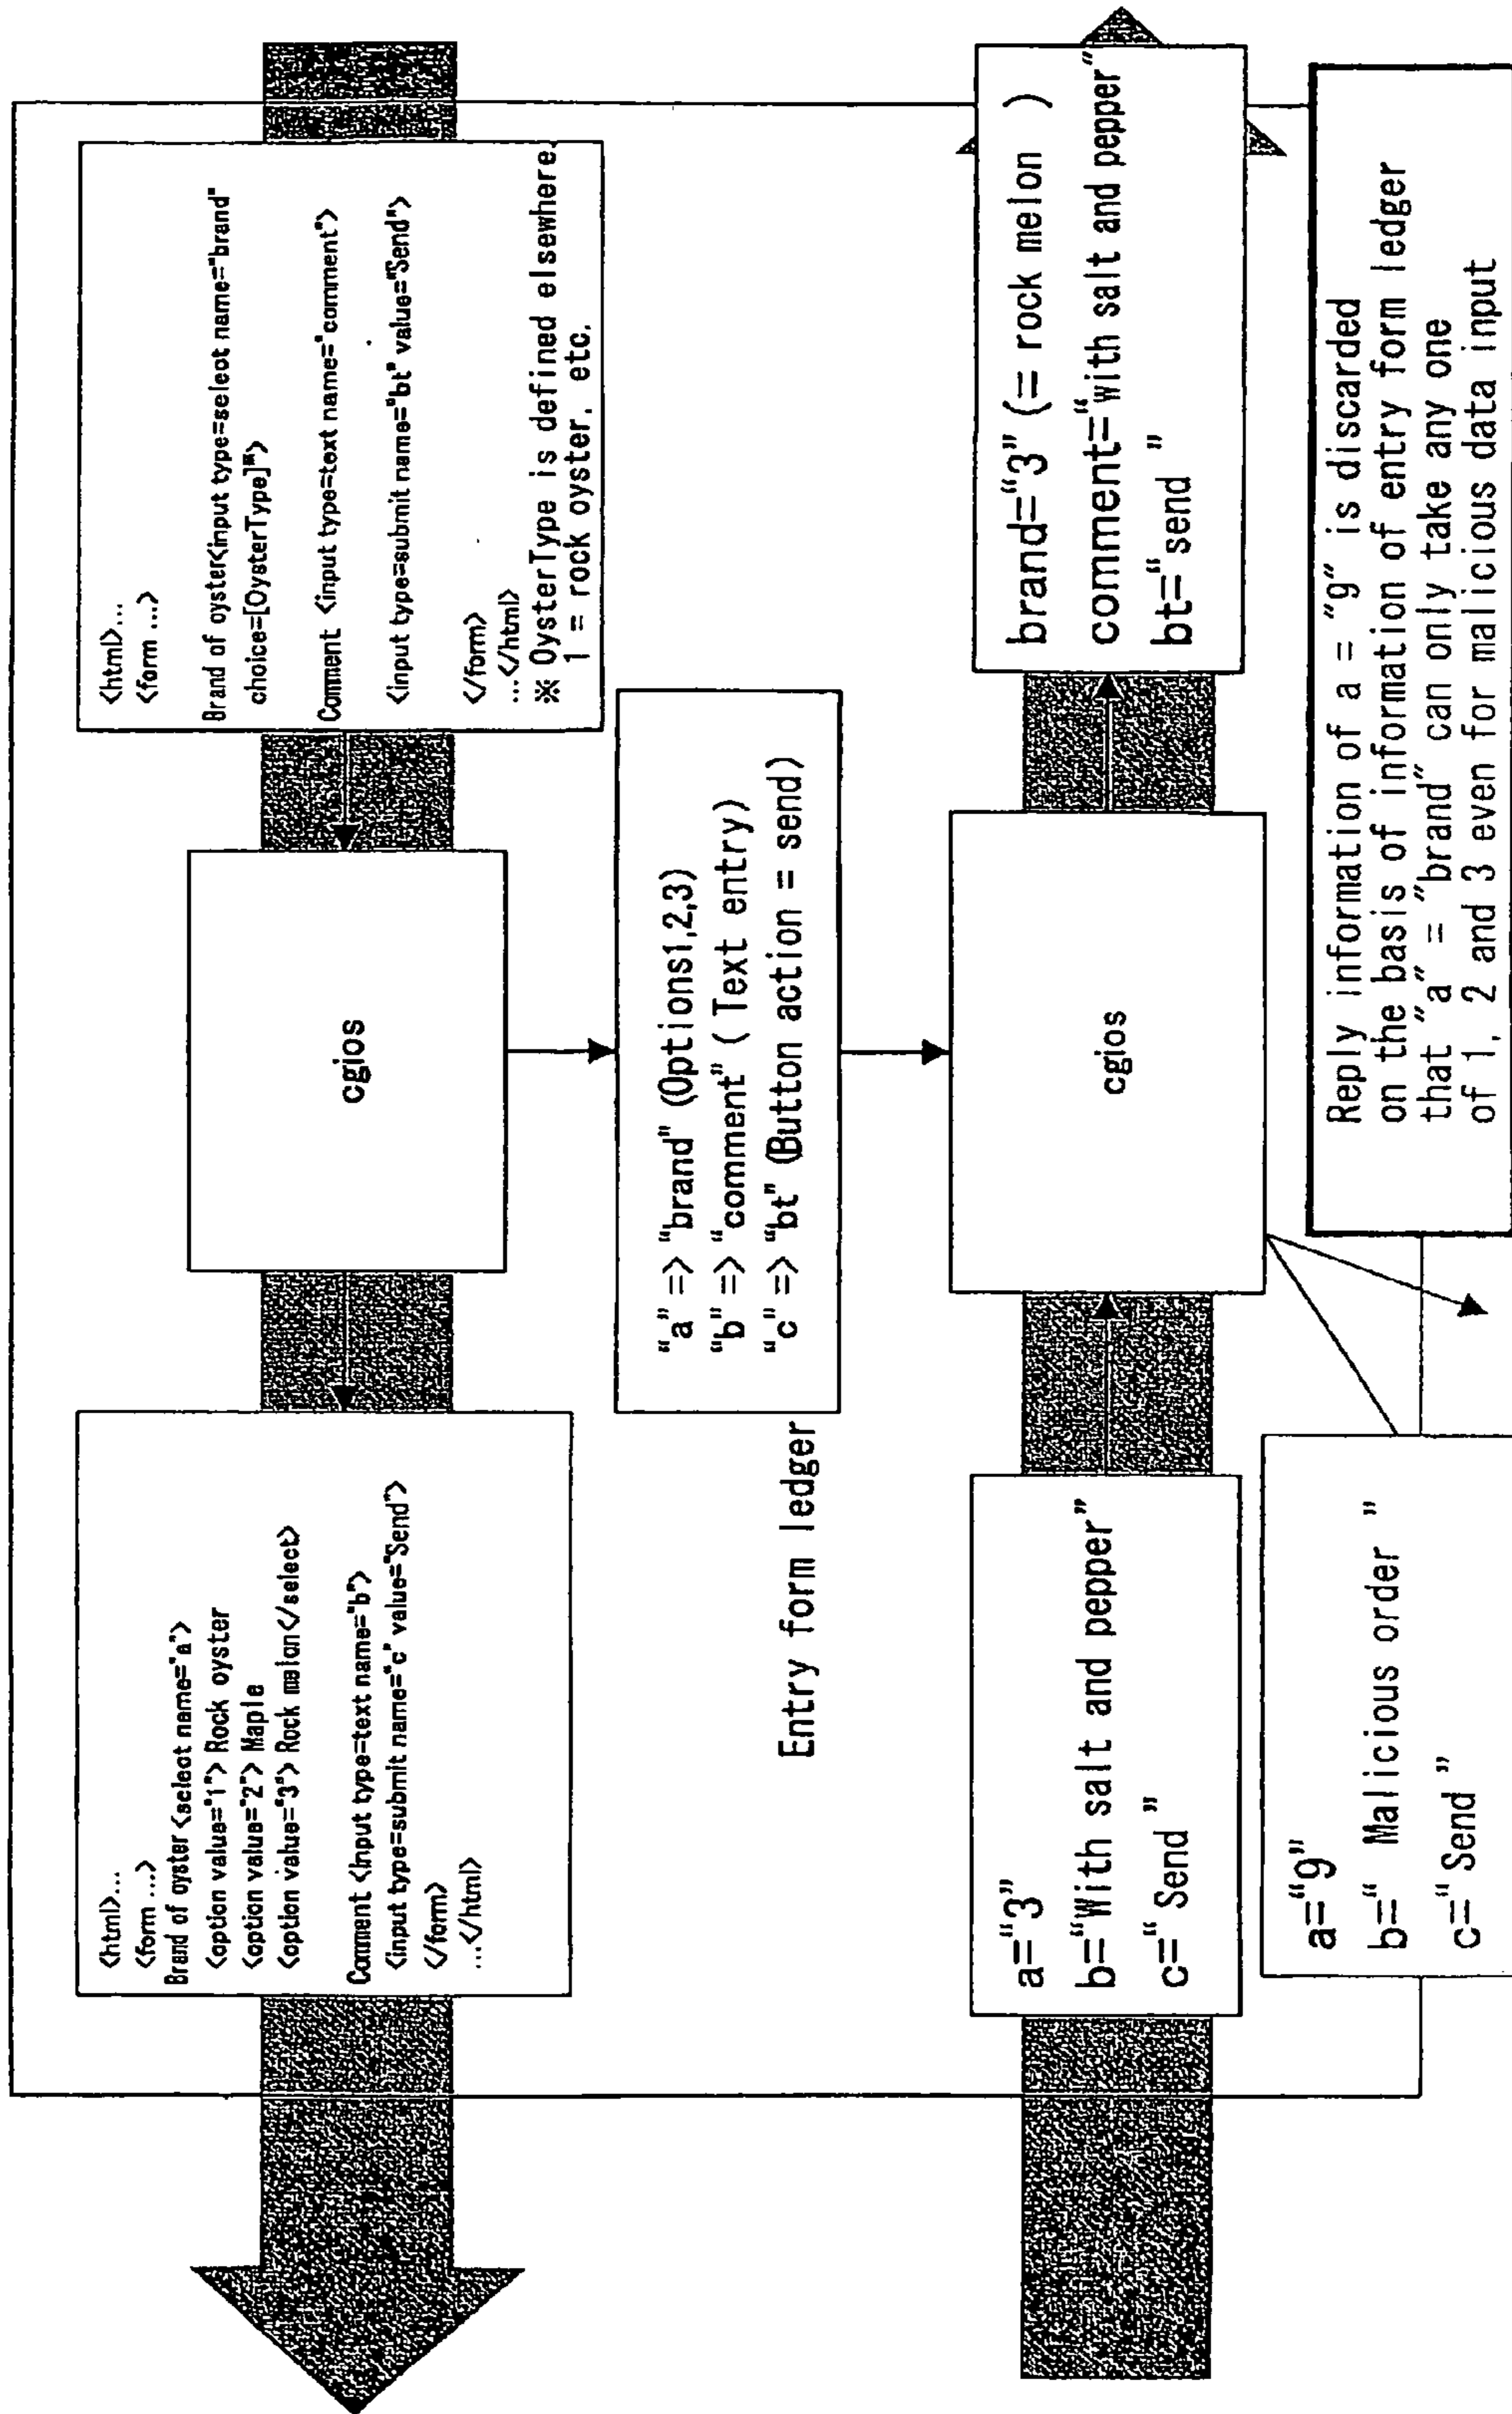 <html>...
<form ...>
Brand of oyster<input type=select name="brand"
choice=[OysterType]">
Comment <input type=text name="comment">
<input type=submit name="bt" value="Send">
</form>
...</html>
※ OysterType is defined elsewhere.
1 = rock oyster, etc.
cgios
<html>...
<form ...>
Brand of oyster <select name="a">
<option value="1"> Rock oyster
<option value="2"> Maple
<option value="3"> Rock melon</select>
Comment <input type=text name="b">
<input type=submit name="c" value="Send">
</form>
...</html>
"a" => "brand" (Options1,2,3)
"b" => "comment" ( Text entry)
"c" => "bt" (Button action = send)
Entry form ledger
a="3"
b="With salt and pepper"
c="Send "
cgios
brand="3" (= rock melon )
comment="with salt and pepper"
bt="send "
a="9"
b=" Malicious order "
c="Send "
Reply information of a = "9" is discarded
on the basis of information of entry form ledger
that "a" = "brand" can only take any one
of 1, 2 and 3 even for malicious data input